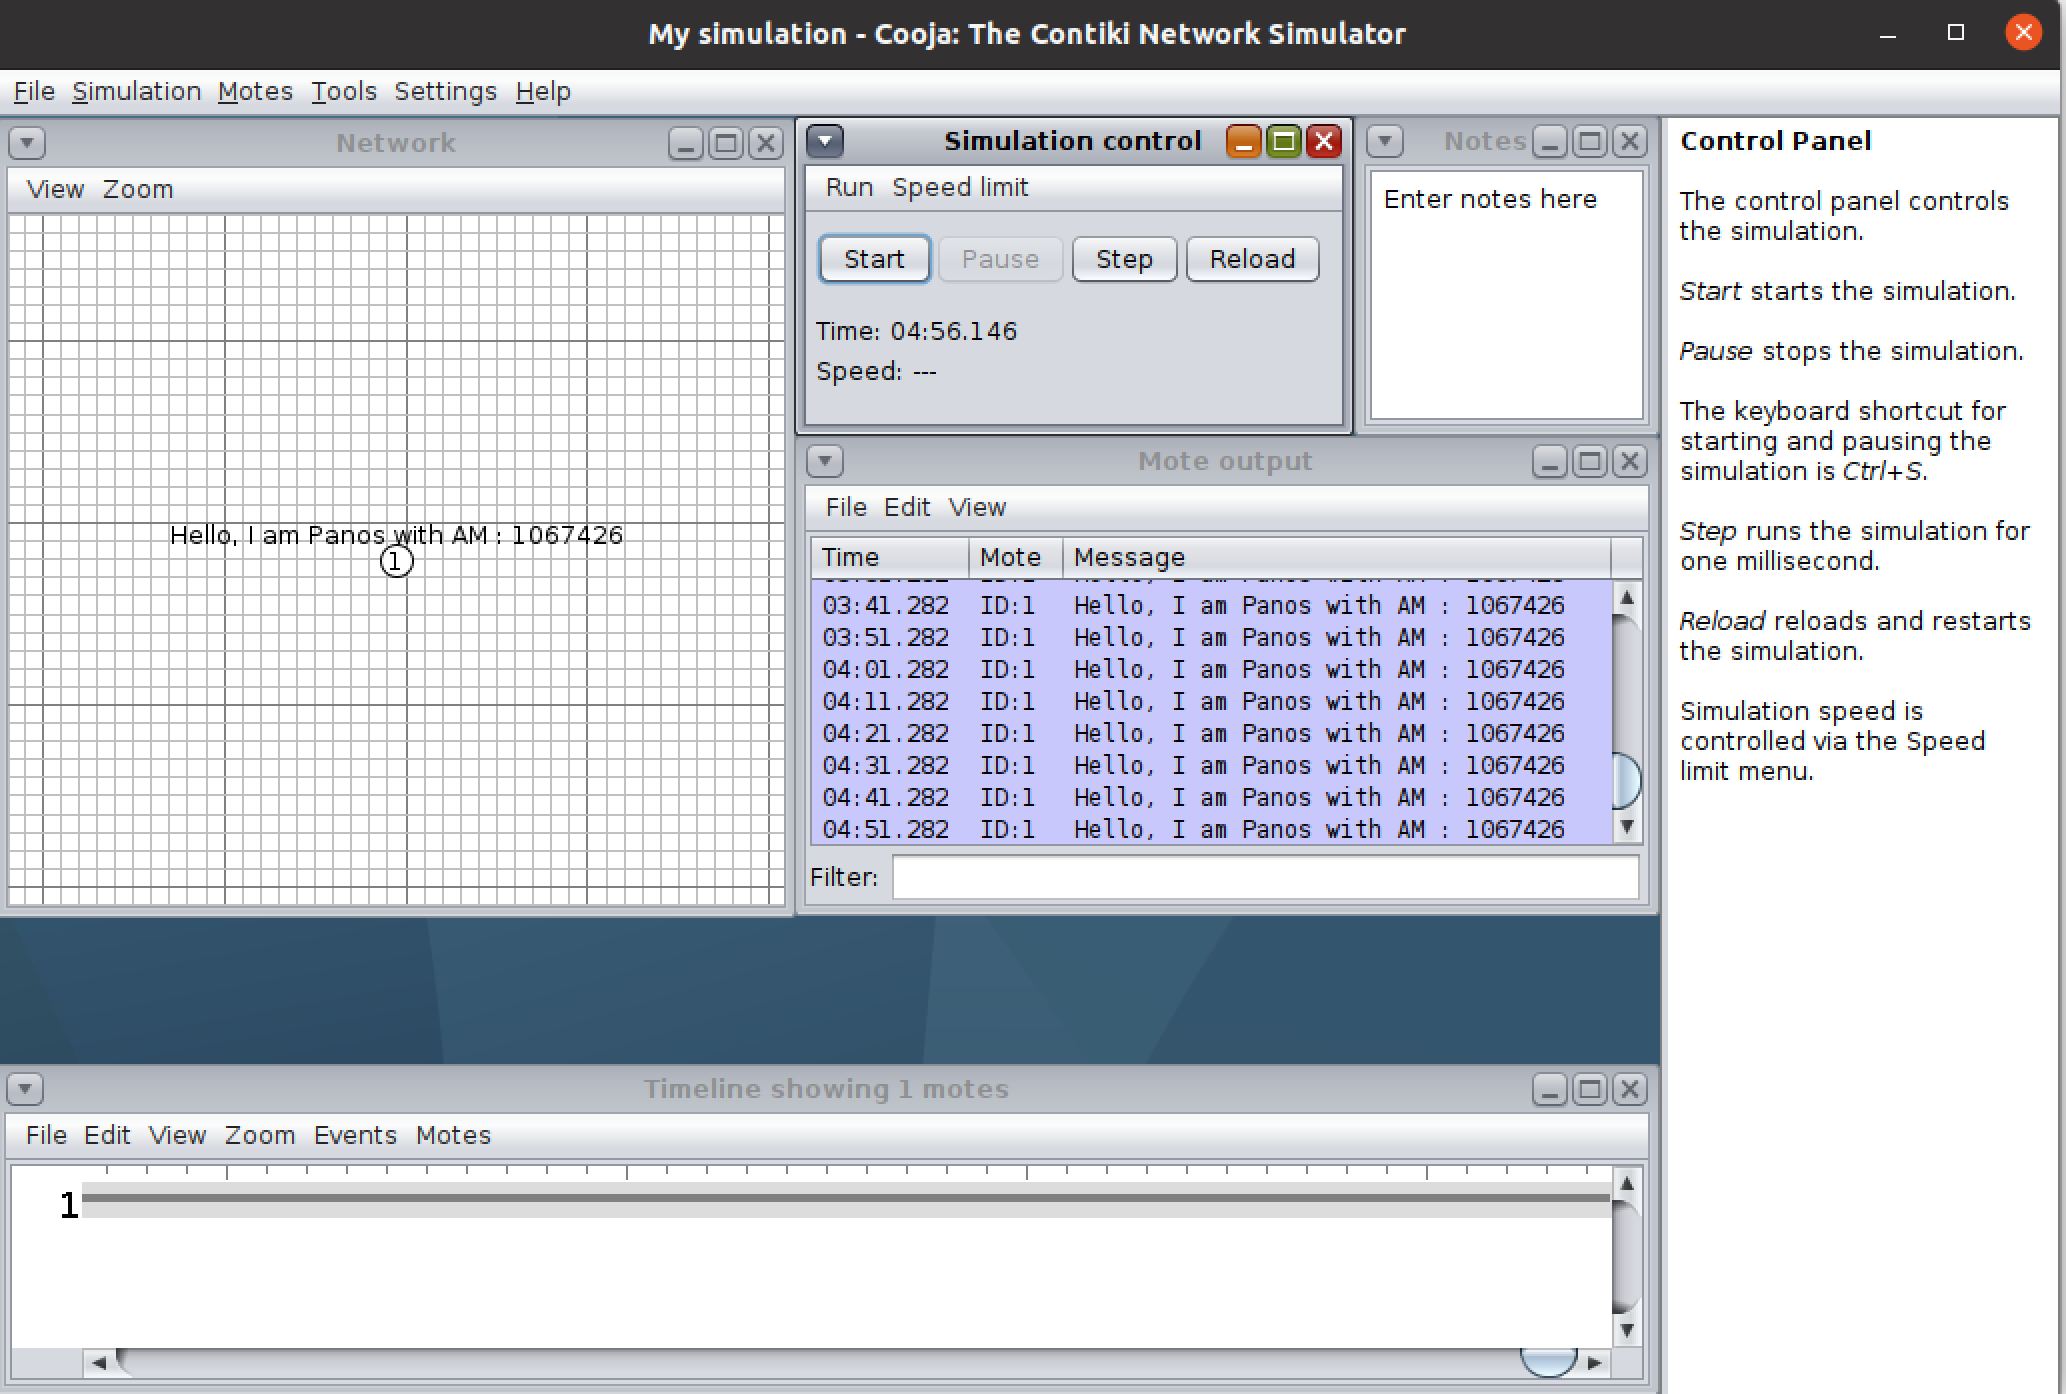 My simulation - Cooja: The Contiki Network Simulator
File Simulation Motes Tools Settings Help
Network
View Zoom
Hello, I am Panos with AM : 1067426
1
Simulation control
Run Speed limit
Start Pause Step Reload
Time: 04:56.146
Speed: ---
Notes
Enter notes here
Mote output
File Edit View
Time Mote Message
03:41.282 ID:1 Hello, I am Panos with AM : 1067426
03:51.282 ID:1 Hello, I am Panos with AM : 1067426
04:01.282 ID:1 Hello, I am Panos with AM : 1067426
04:11.282 ID:1 Hello, I am Panos with AM : 1067426
04:21.282 ID:1 Hello, I am Panos with AM : 1067426
04:31.282 ID:1 Hello, I am Panos with AM : 1067426
04:41.282 ID:1 Hello, I am Panos with AM : 1067426
04:51.282 ID:1 Hello, I am Panos with AM : 1067426
Filter:
Control Panel
The control panel controls
the simulation.
Start starts the simulation.
Pause stops the simulation.
The keyboard shortcut for
starting and pausing the
simulation is Ctrl+S.
Step runs the simulation for
one millisecond.
Reload reloads and restarts
the simulation.
Simulation speed is
controlled via the Speed
limit menu.
Timeline showing 1 motes
File Edit View Zoom Events Motes
1